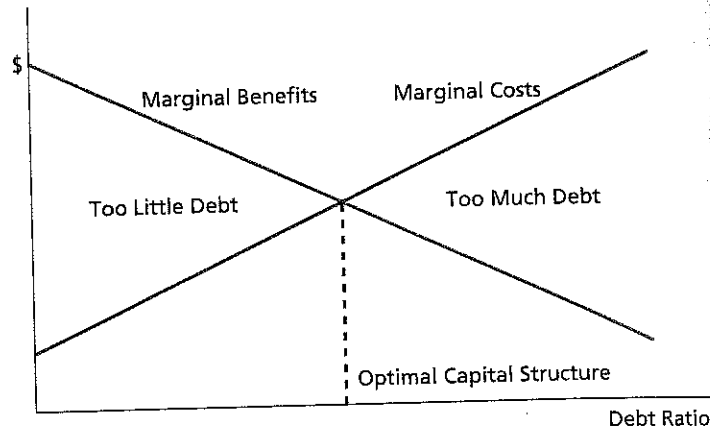 $
Marginal Benefits
Marginal Costs
Too Little Debt
Too Much Debt
Optimal Capital Structure
Debt Ratio